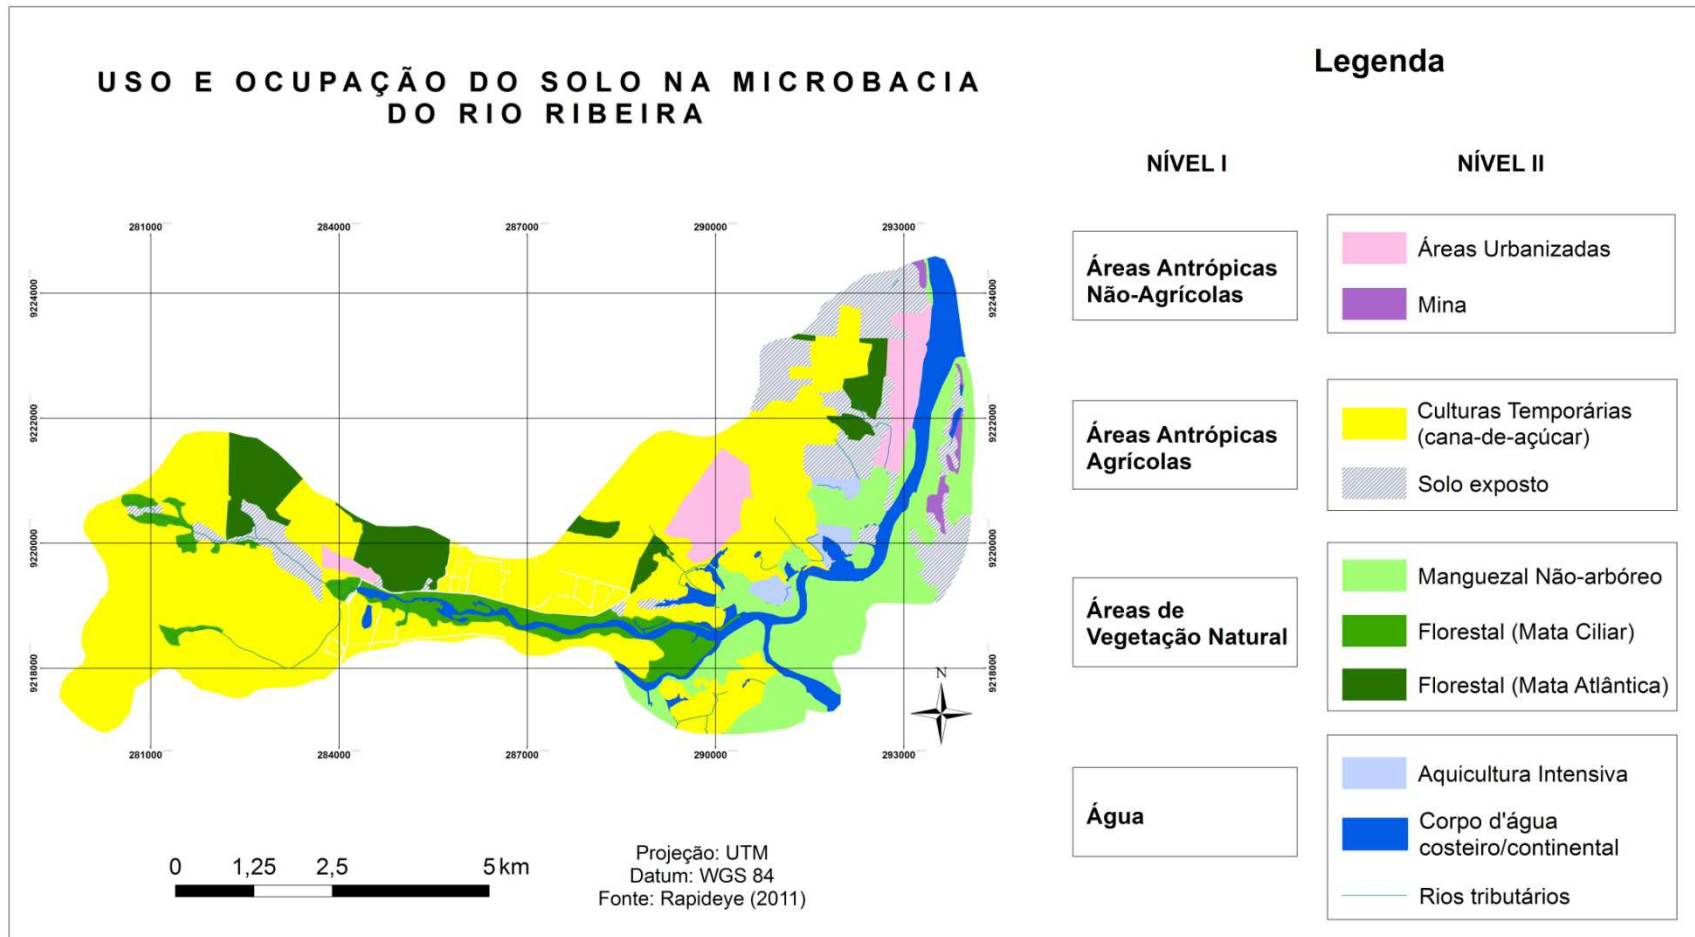 USO E OCUPAÇÃO DO SOLO NA MICROBACIA
DO RIO RIBEIRA
281000
284000
287000
290000
293000
9224000
9224000
9222000
9222000
9220000
9220000
9218000
9218000
N
281000
284000
287000
290000
293000
0 1,25 2,5 5 km
Projeção: UTM
Datum: WGS 84
Fonte: Rapideye (2011)
Legenda
NÍVEL I
NÍVEL II
Áreas Antrópicas
Não-Agrícolas
Áreas Urbanizadas
Mina
Áreas Antrópicas
Agrícolas
Culturas Temporárias
(cana-de-açúcar)
Solo exposto
Áreas de
Vegetação Natural
Manguezal Não-arbóreo
Florestal (Mata Ciliar)
Florestal (Mata Atlântica)
Água
Aquicultura Intensiva
Corpo d'água
costeiro/continental
Rios tributários